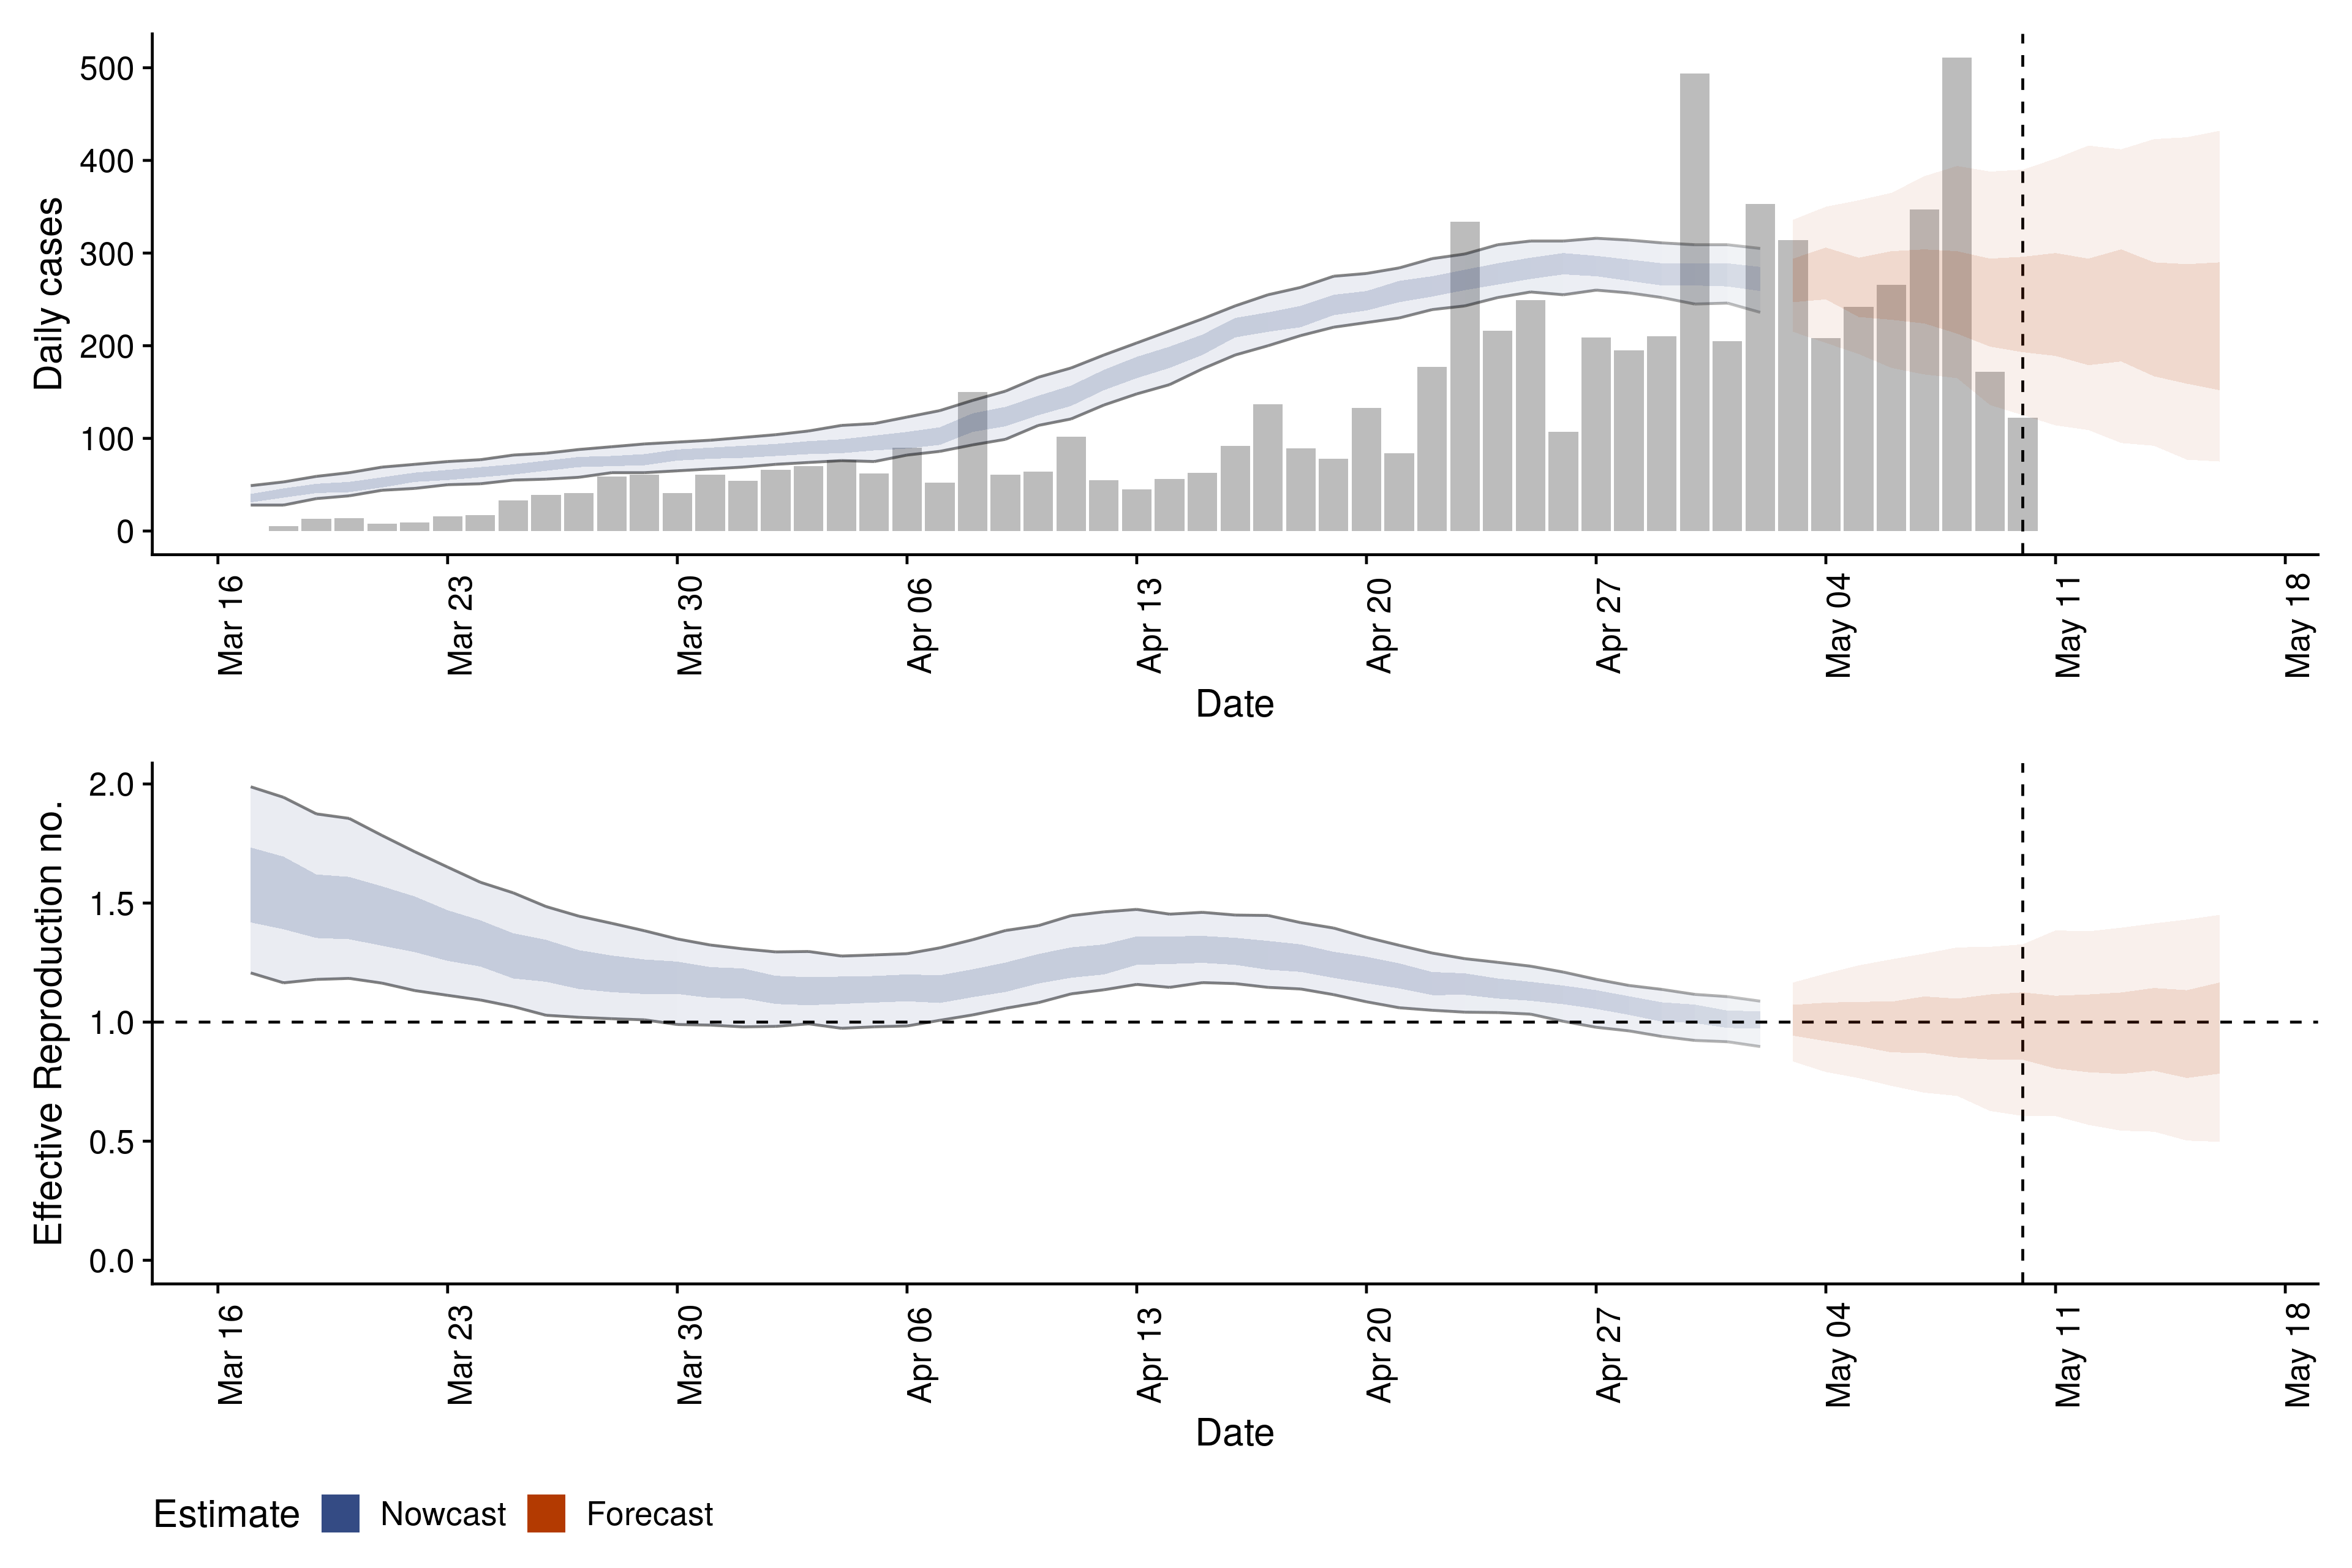 Daily cases
500
400
300
200
100
0
Mar 16
Mar 23
Mar 30
Apr 06
Apr 13
Apr 20
Apr 27
May 04
May 11
May 18
Date
Effective Reproduction no.
2.0
1.5
1.0
0.5
0.0
Mar 16
Mar 23
Mar 30
Apr 06
Apr 13
Apr 20
Apr 27
May 04
May 11
May 18
Date
Estimate Nowcast Forecast